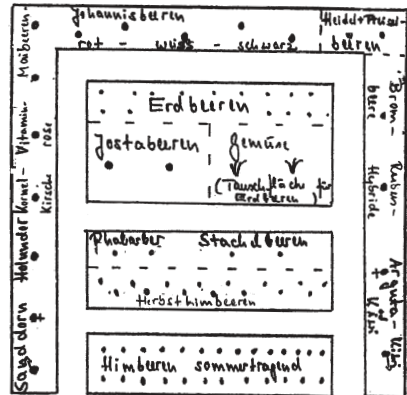 Johannisbeeren
rot - weiss - schwarz
Heidel + Preisel-
beeren
Maibeeren-
Vitamin-
rose
Kornel-
Kirsche
Holunder
Sanddorn
Erdbeeren
Jostabeeren
Gemüse
(Tauschfläche für
Erdbeeren)
Rhabarber Stachelbeeren
Herbsthimbeeren
Himbeeren sommertragend
Brom-
beere
Rubus-
Hybride
Arguta-Kiwi
♀ ♂